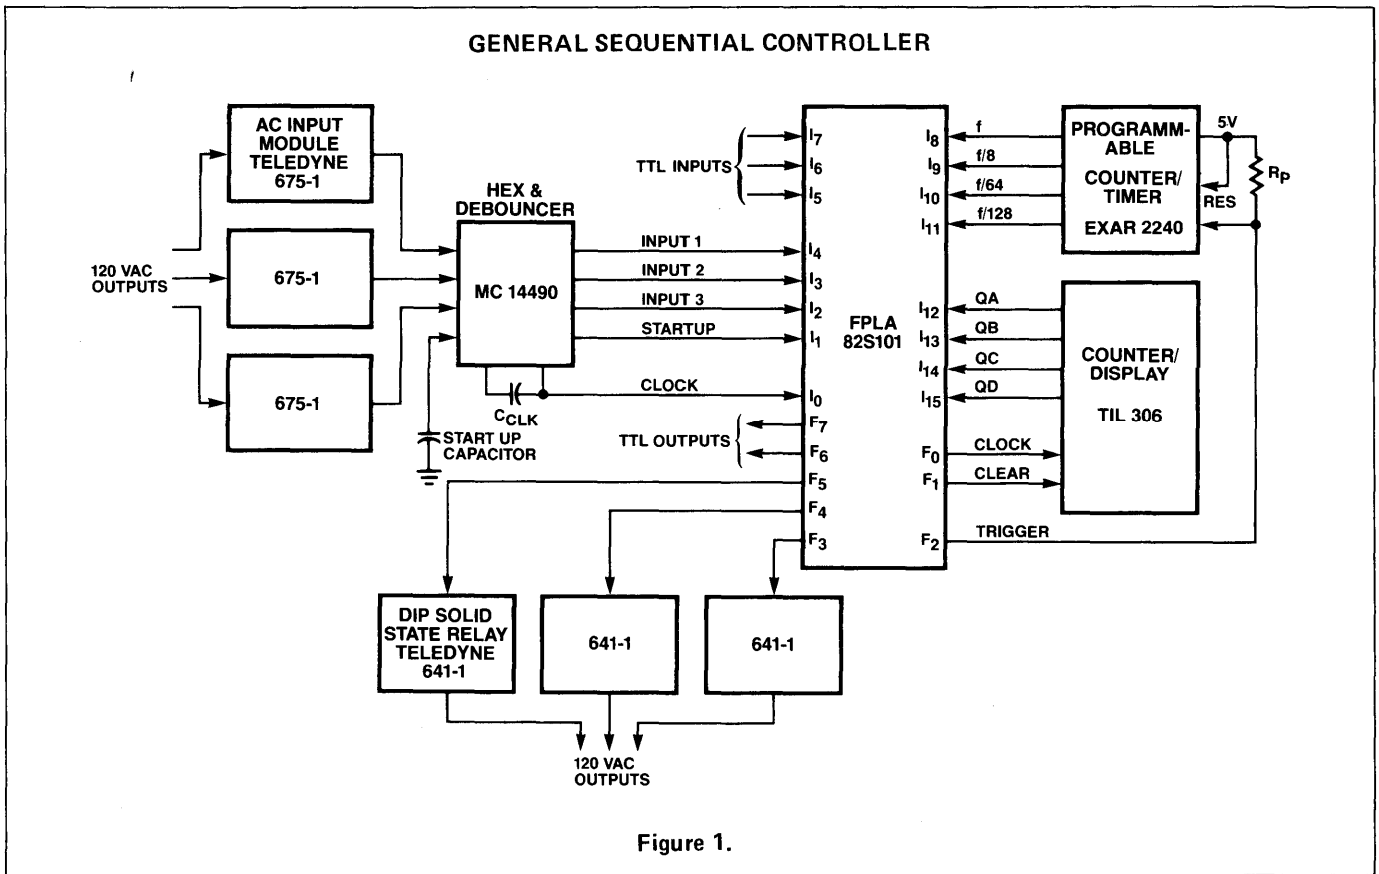 GENERAL SEQUENTIAL CONTROLLER
AC INPUT
MODULE
TELEDYNE
675-1
675-1
675-1
120 VAC
OUTPUTS
HEX &
DEBOUNCER
MC 14490
CCLK
START UP
CAPACITOR
TTL INPUTS
INPUT 1
INPUT 2
INPUT 3
STARTUP
CLOCK
TTL OUTPUTS
I7
I6
I5
I4
I3
I2
I1
I0
F7
F6
F5
F4
F3
FPLA
82S101
I8
I9
I10
I11
I12
I13
I14
I15
F0
F1
F2
f
f/8
f/64
f/128
QA
QB
QC
QD
CLOCK
CLEAR
TRIGGER
PROGRAMM-
ABLE
COUNTER/
TIMER
EXAR 2240
5V
RP
RES
COUNTER/
DISPLAY
TIL 306
DIP SOLID
STATE RELAY
TELEDYNE
641-1
641-1
641-1
120 VAC
OUTPUTS
Figure 1.